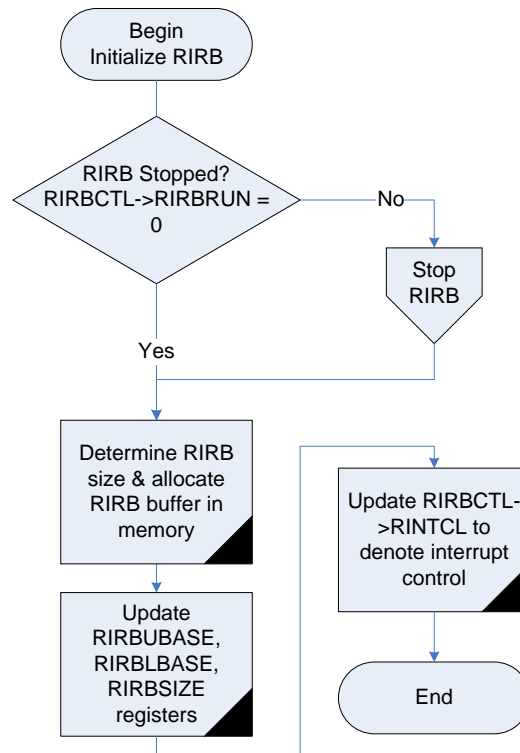 Begin
Initialize RIRB
RIRB Stopped?
RIRBCTL->RIRBRUN =
0
No
Stop
RIRB
Yes
Determine RIRB
size & allocate
RIRB buffer in
memory
Update
RIRBUBASE,
RIRBLBASE,
RIRBSIZE
registers
Update RIRBCTL-
>RINTCL to
denote interrupt
control
End